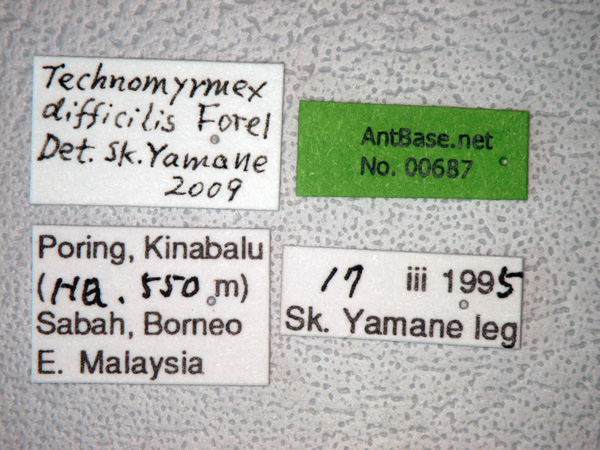 Technomyrmex
difficilis Forel
Det. Sk. Yamane
2009
AntBase.net
No. 00687
Poring, Kinabalu
(HQ. 550 m)
Sabah, Borneo
E. Malaysia
17 iii 1995
Sk. Yamane leg